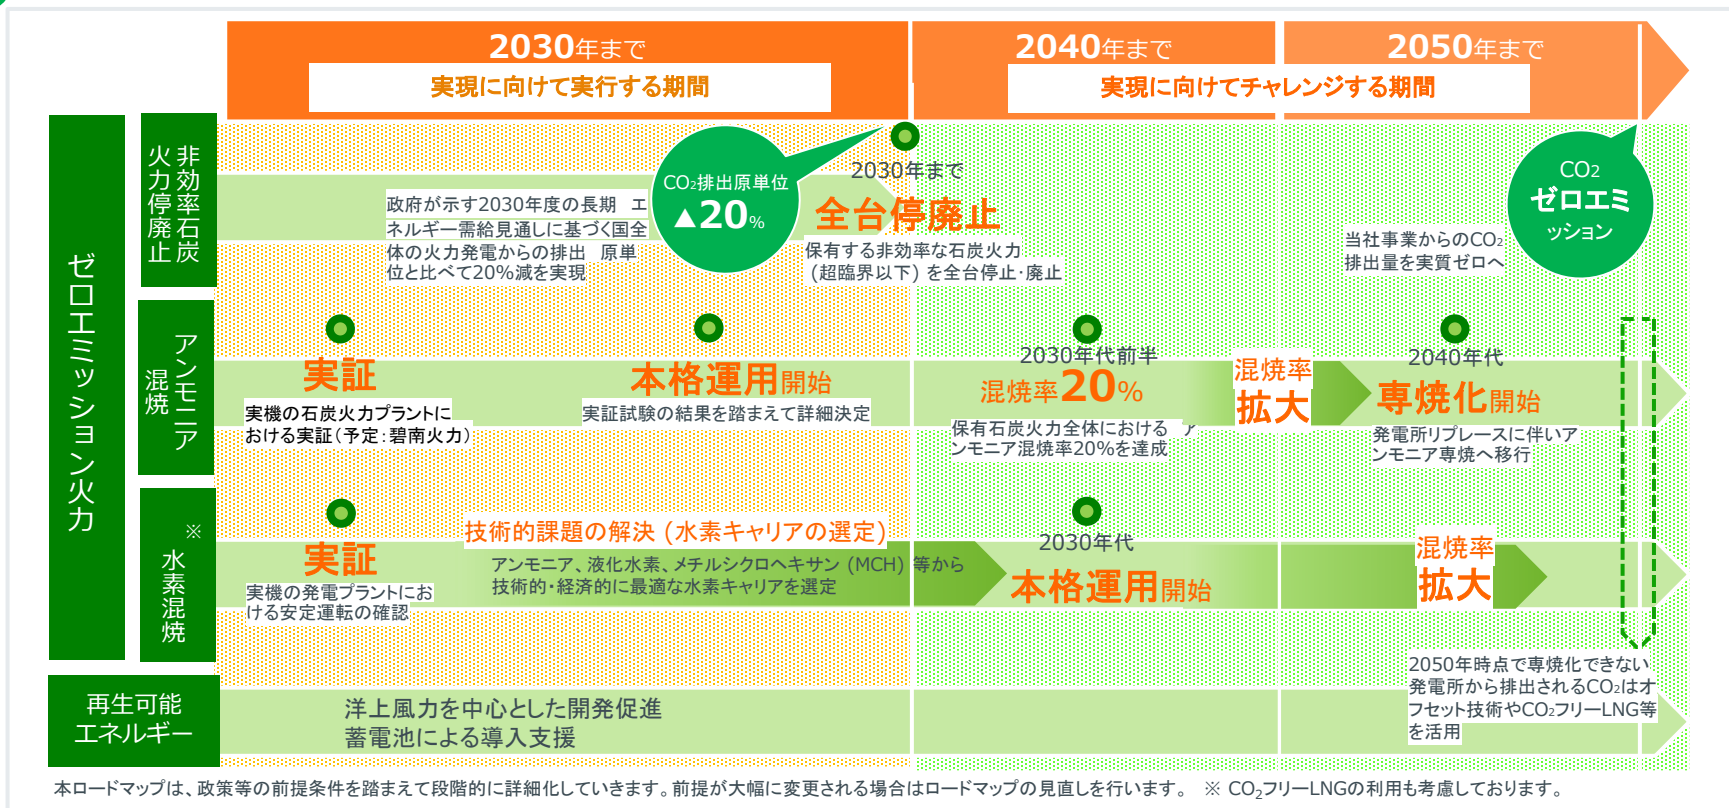 2030年まで
実現に向けて実行する期間
2040年まで
2050年まで
実現に向けてチャレンジする期間
ゼロエミッション火力
非効率石炭
火力停廃止
政府が示す2030年度の長期 エ
ネルギー需給見通しに基づく国全
体の火力発電からの排出 原単
位と比べて20%減を実現
CO₂排出原単位
▲20%
2030年まで
全台停廃止
保有する非効率な石炭火力
(超臨界以下) を全台停止・廃止
当社事業からのCO₂
排出量を実質ゼロへ
CO₂
ゼロエミ
ッション
アンモニア
混焼
実証
実機の石炭火力プラントに
おける実証(予定:碧南火力)
本格運用開始
実証試験の結果を踏まえて詳細決定
2030年代前半
混焼率20%
保有石炭火力全体における ア
ンモニア混焼率20%を達成
混焼率
拡大
2040年代
専焼化開始
発電所リプレースに伴いア
ンモニア専焼へ移行
※
水素混焼
実証
実機の発電プラントにお
ける安定運転の確認
技術的課題の解決 (水素キャリアの選定)
アンモニア、液化水素、メチルシクロヘキサン (MCH) 等から
技術的・経済的に最適な水素キャリアを選定
2030年代
本格運用開始
混焼率
拡大
2050年時点で専焼化できない
発電所から排出されるCO₂はオ
フセット技術やCO₂フリーLNG等
を活用
再生可能
エネルギー
洋上風力を中心とした開発促進
蓄電池による導入支援
本ロードマップは、政策等の前提条件を踏まえて段階的に詳細化していきます。前提が大幅に変更される場合はロードマップの見直しを行います。 ※ CO₂フリーLNGの利用も考慮しております。